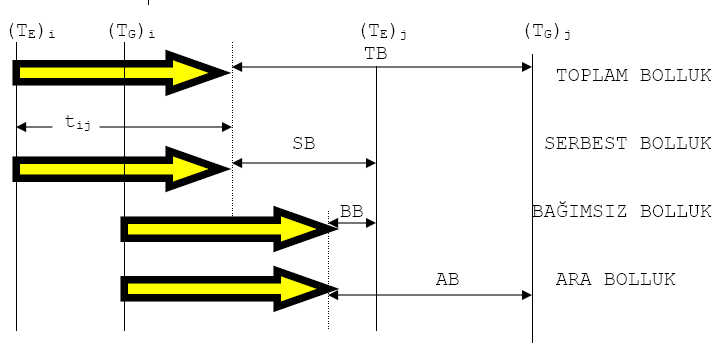 (TE)i (TG)i (TE)j (TG)j
TB
TOPLAM BOLLUK
tij
SB SERBEST BOLLUK
BB BAĞIMSIZ BOLLUK
AB ARA BOLLUK